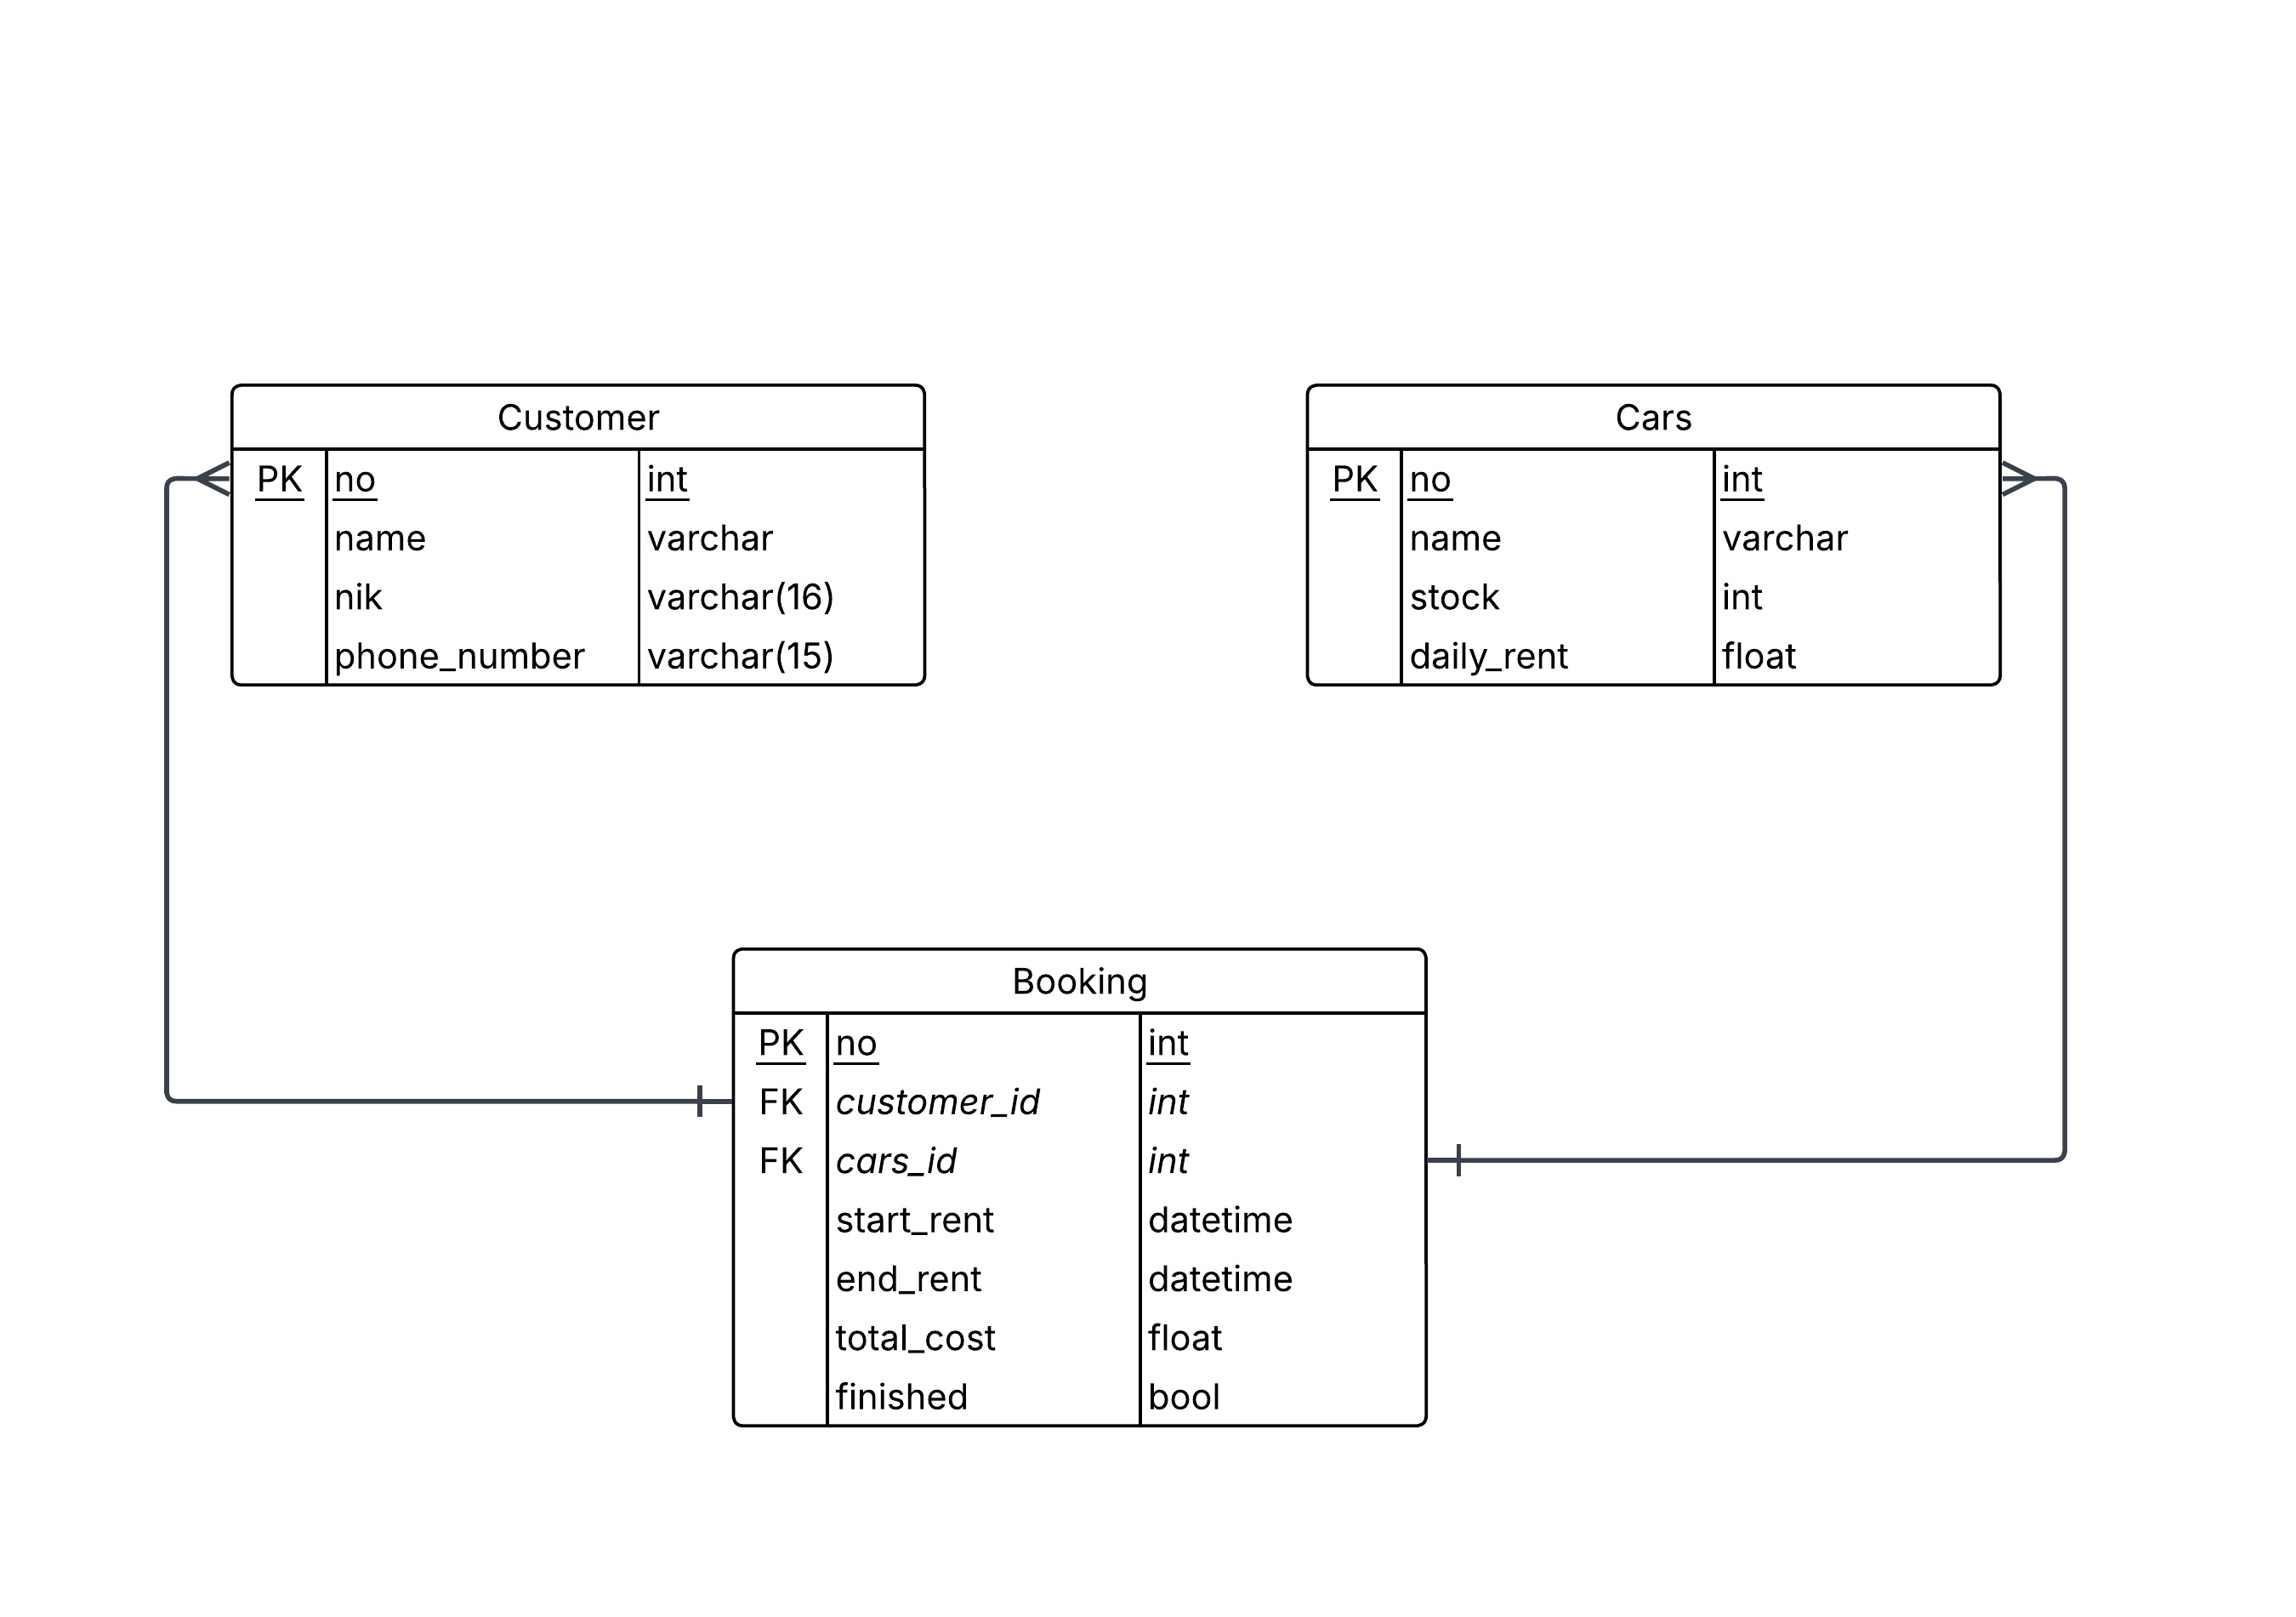 Customer
PK no int
name varchar
nik varchar(16)
phone_number varchar(15)
Cars
PK no int
name varchar
stock int
daily_rent float
Booking
PK no int
FK customer_id int
FK cars_id int
start_rent datetime
end_rent datetime
total_cost float
finished bool